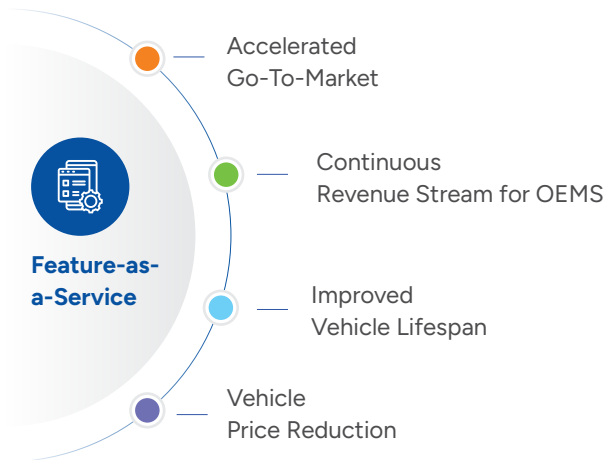 Accelerated
Go-To-Market
Continuous
Revenue Stream for OEMS
Feature-as-
a-Service
Improved
Vehicle Lifespan
Vehicle
Price Reduction